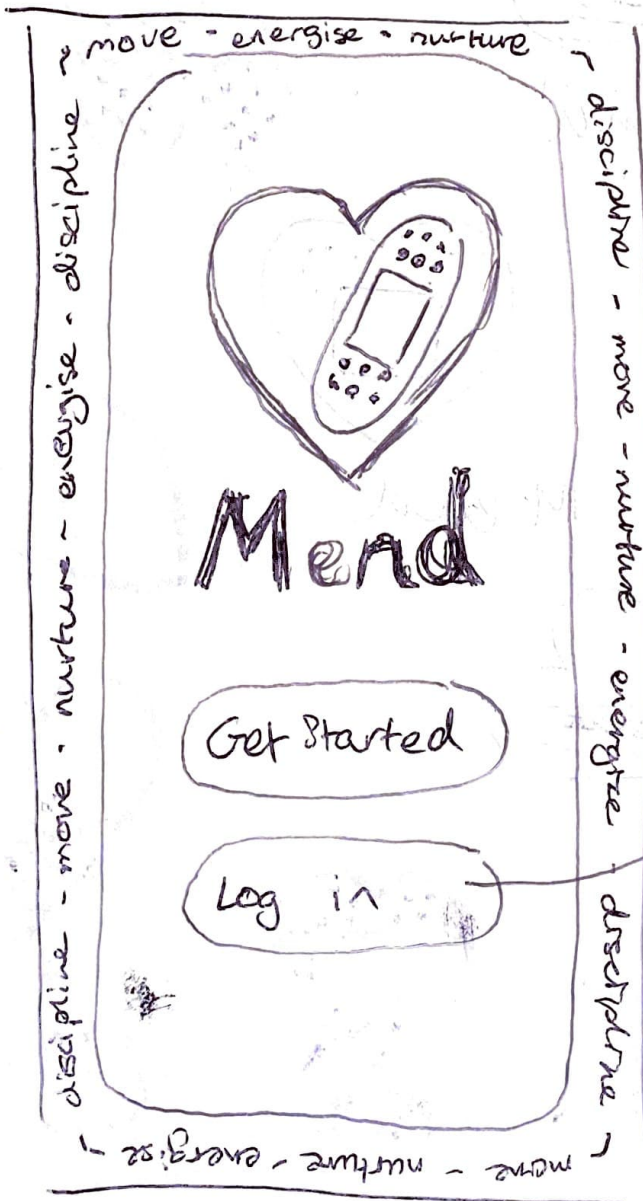 ~ move - energise - nurture ~
discipline - move - nurture - energize - discipline
move - nurture - energise -
discipline - move - nurture - energise - discipline
Mend
Get Started
Log in